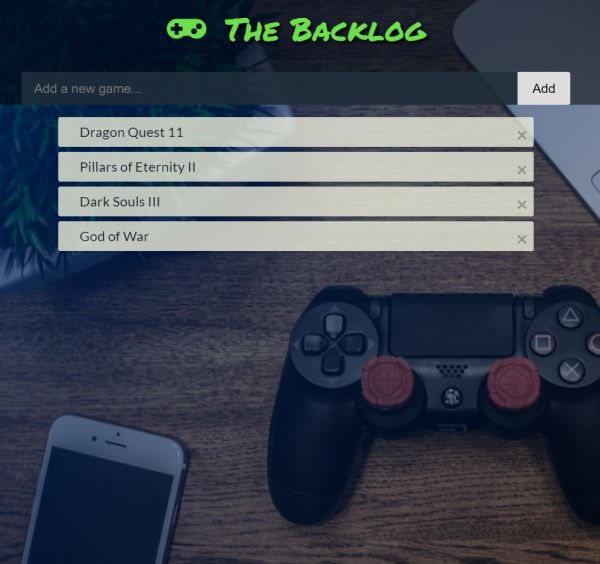 The Backlog
Add a new game...
Add
Dragon Quest 11
×
Pillars of Eternity II
×
Dark Souls III
×
God of War
×